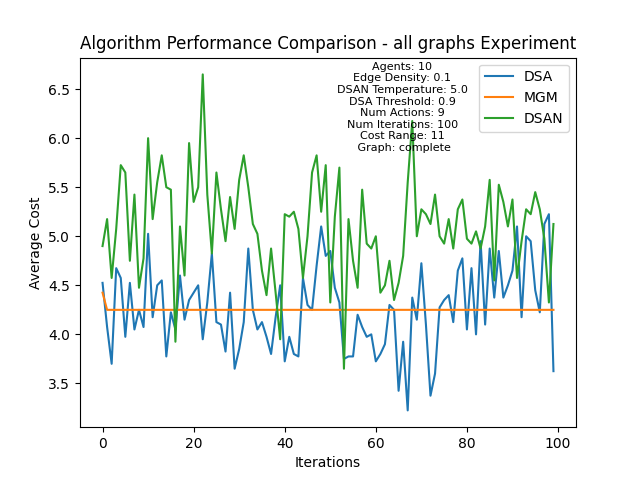 Algorithm Performance Comparison - all graphs Experiment
Agents: 10
Edge Density: 0.1
DSAN Temperature: 5.0
DSA Threshold: 0.9
Num Actions: 9
Num Iterations: 100
Cost Range: 11
Graph: complete
DSA
MGM
DSAN
Average Cost
6.5
6.0
5.5
5.0
4.5
4.0
3.5
0
20
40
60
80
100
Iterations